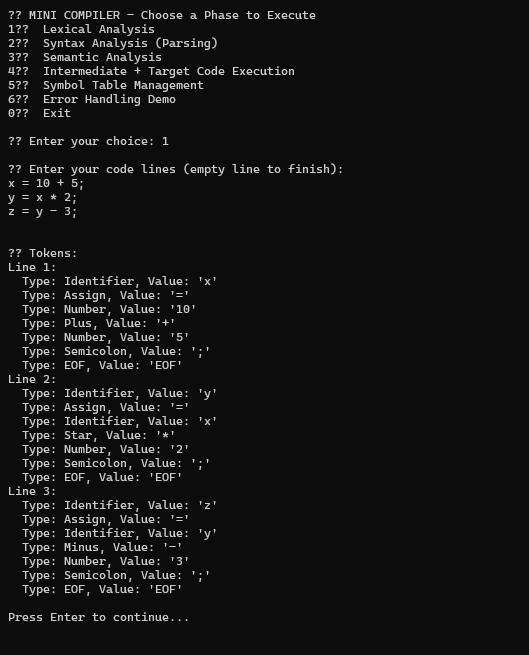 ?? MINI COMPILER - Choose a Phase to Execute
1??  Lexical Analysis
2??  Syntax Analysis (Parsing)
3??  Semantic Analysis
4??  Intermediate + Target Code Execution
5??  Symbol Table Management
6??  Error Handling Demo
0??  Exit
?? Enter your choice: 1
?? Enter your code lines (empty line to finish):
x = 10 + 5;
y = x * 2;
z = y - 3;
?? Tokens:
Line 1:
  Type: Identifier, Value: 'x'
  Type: Assign, Value: '='
  Type: Number, Value: '10'
  Type: Plus, Value: '+'
  Type: Number, Value: '5'
  Type: Semicolon, Value: ';'
  Type: EOF, Value: 'EOF'
Line 2:
  Type: Identifier, Value: 'y'
  Type: Assign, Value: '='
  Type: Identifier, Value: 'x'
  Type: Star, Value: '*'
  Type: Number, Value: '2'
  Type: Semicolon, Value: ';'
  Type: EOF, Value: 'EOF'
Line 3:
  Type: Identifier, Value: 'z'
  Type: Assign, Value: '='
  Type: Identifier, Value: 'y'
  Type: Minus, Value: '-'
  Type: Number, Value: '3'
  Type: Semicolon, Value: ';'
  Type: EOF, Value: 'EOF'
Press Enter to continue...